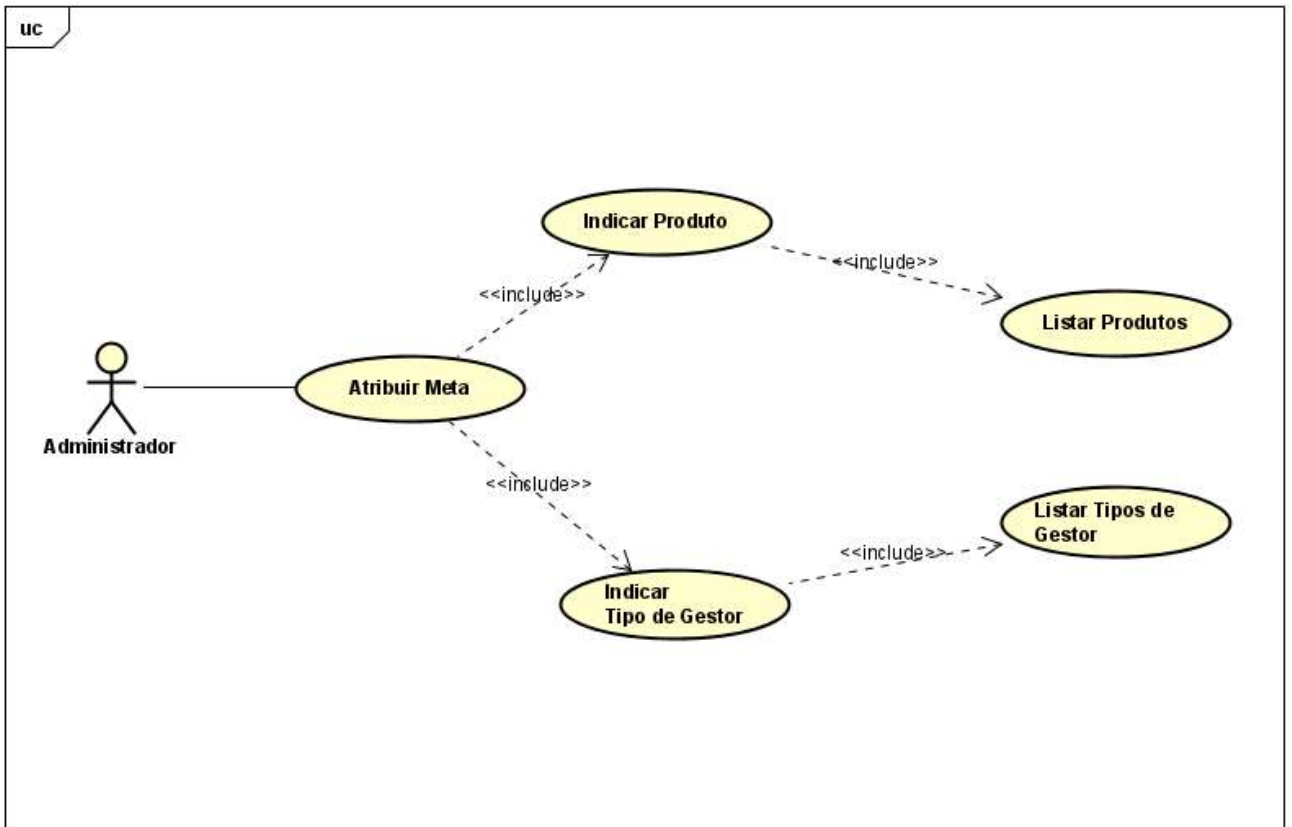 uc
Indicar Produto
<<include>>
Listar Produtos
<<include>>
Atribuir Meta
Administrador
<<include>>
Listar Tipos de
Gestor
<<include>>
Indicar
Tipo de Gestor